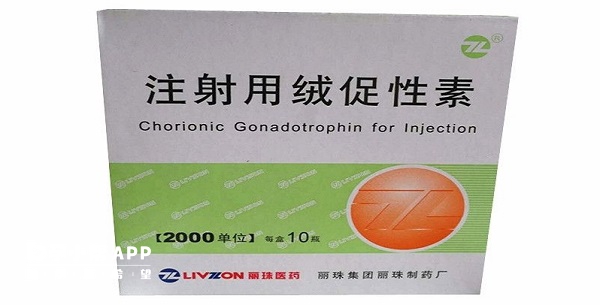 注射用绒促性素
Chorionic Gonadotrophin for Injection
【2000单位】每盒10瓶
LIVZON 丽珠医药 丽珠集团丽珠制药厂
APP